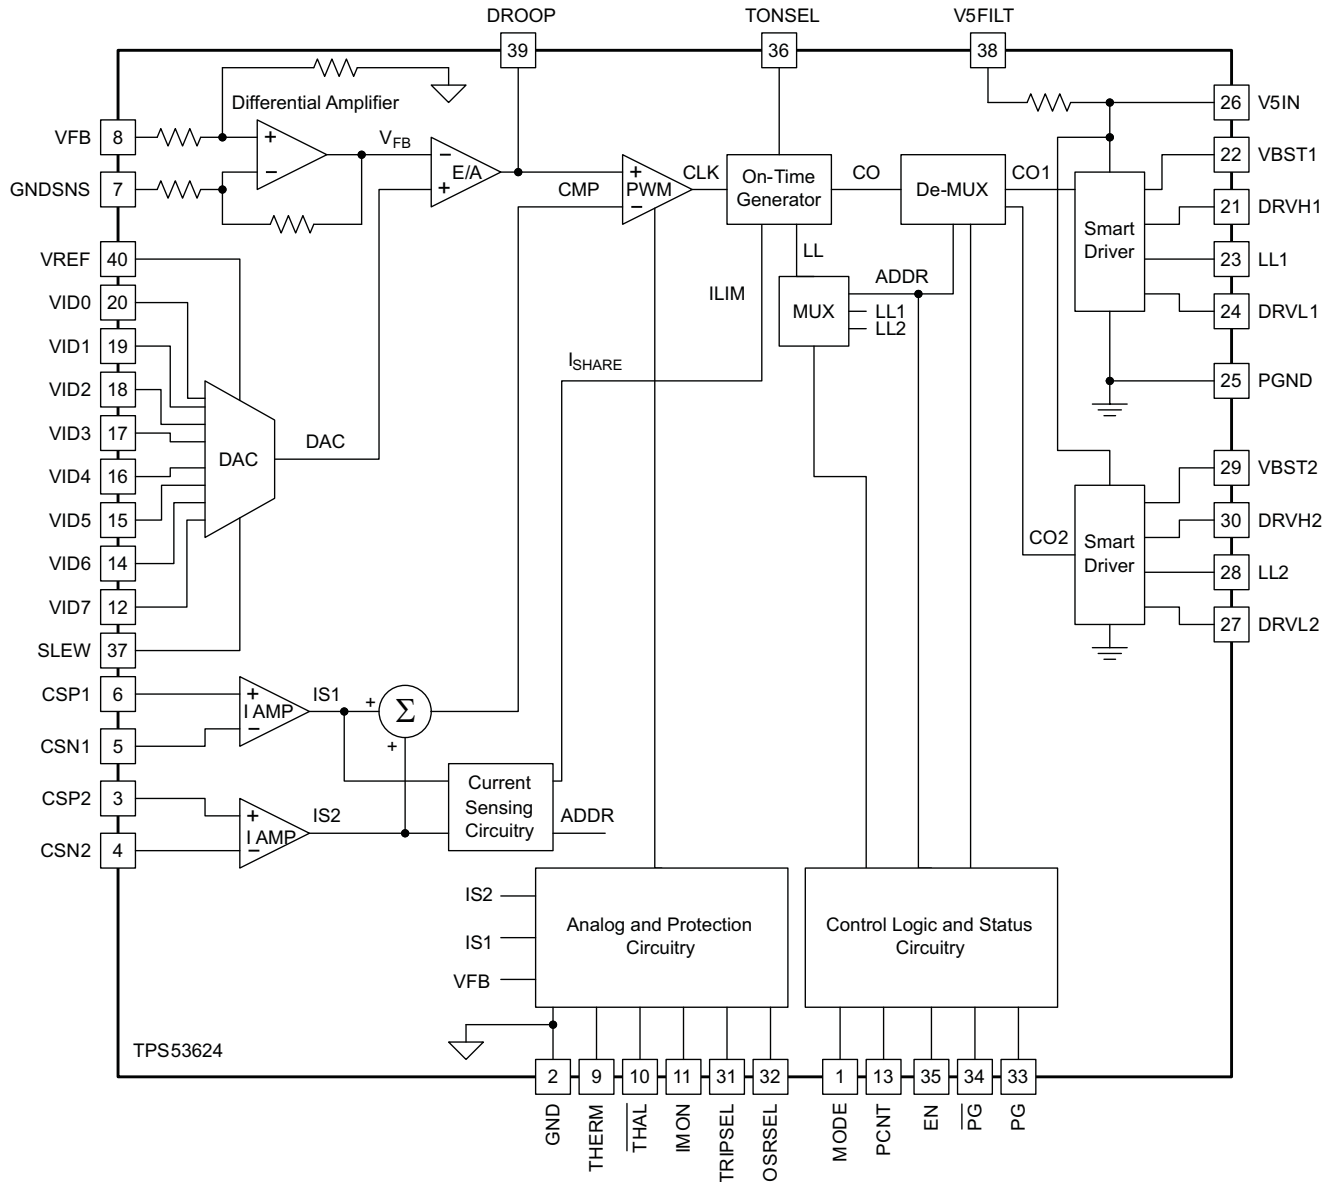 DROOP
TONSEL
V5FILT
39
36
38
Differential Amplifier
26
V5IN
VFB
8
+
−
VFB
−
+
E/A
+
−
PWM
CLK
On-Time
Generator
CO
De-MUX
CO1
22
VBST1
GNDSNS
7
CMP
21
DRVH1
Smart
Driver
VREF
40
LL
23
LL1
VID0
20
ILIM
ADDR
MUX
LL1
LL2
24
DRVL1
VID1
19
ISHARE
VID2
18
25
PGND
VID3
17
DAC
DAC
VID4
16
29
VBST2
VID5
15
30
DRVH2
CO2
Smart
Driver
VID6
14
28
LL2
VID7
12
27
DRVL2
SLEW
37
CSP1
6
+
−
I AMP
IS1
+
Σ
+
CSN1
5
CSP2
3
+
−
I AMP
IS2
Current
Sensing
Circuitry
ADDR
CSN2
4
IS2
IS1
VFB
Analog and Protection
Circuitry
Control Logic and Status
Circuitry
TPS53624
2
9
10
11
31
32
1
13
35
34
33
GND
THERM
THAL
IMON
TRIPSEL
OSRSEL
MODE
PCNT
EN
PG
PG